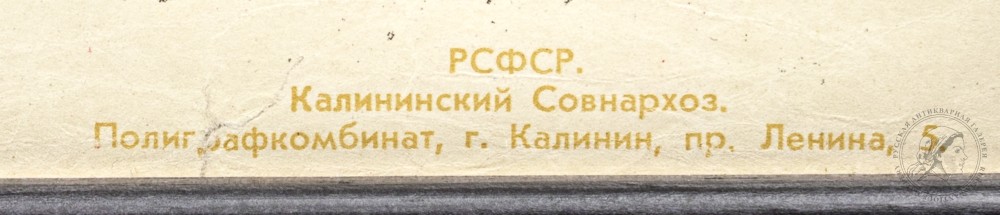 РСФСР.
Калининский Совнархоз.
Полиграфкомбинат, г. Калинин, пр. Ленина, 5.